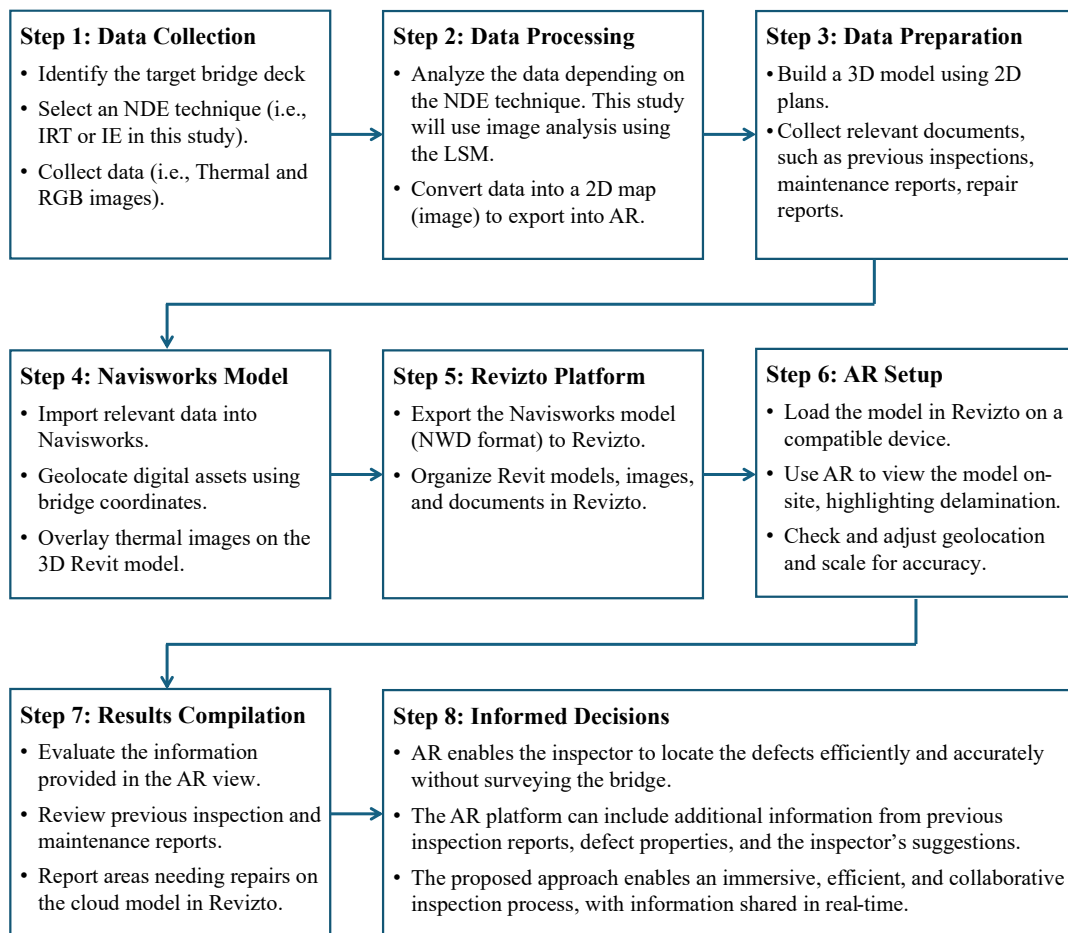 Step 1: Data Collection
• Identify the target bridge deck
• Select an NDE technique (i.e.,
IRT or IE in this study).
• Collect data (i.e., Thermal and
RGB images).
Step 2: Data Processing
• Analyze the data depending on
the NDE technique. This study
will use image analysis using
the LSM.
• Convert data into a 2D map
(image) to export into AR.
Step 3: Data Preparation
• Build a 3D model using 2D
plans.
• Collect relevant documents,
such as previous inspections,
maintenance reports, repair
reports.
Step 4: Navisworks Model
• Import relevant data into
Navisworks.
• Geolocate digital assets using
bridge coordinates.
• Overlay thermal images on the
3D Revit model.
Step 5: Revizto Platform
• Export the Navisworks model
(NWD format) to Revizto.
• Organize Revit models, images,
and documents in Revizto.
Step 6: AR Setup
• Load the model in Revizto on a
compatible device.
• Use AR to view the model on-
site, highlighting delamination.
• Check and adjust geolocation
and scale for accuracy.
Step 7: Results Compilation
• Evaluate the information
provided in the AR view.
• Review previous inspection and
maintenance reports.
• Report areas needing repairs on
the cloud model in Revizto.
Step 8: Informed Decisions
• AR enables the inspector to locate the defects efficiently and accurately
without surveying the bridge.
• The AR platform can include additional information from previous
inspection reports, defect properties, and the inspector’s suggestions.
• The proposed approach enables an immersive, efficient, and collaborative
inspection process, with information shared in real-time.